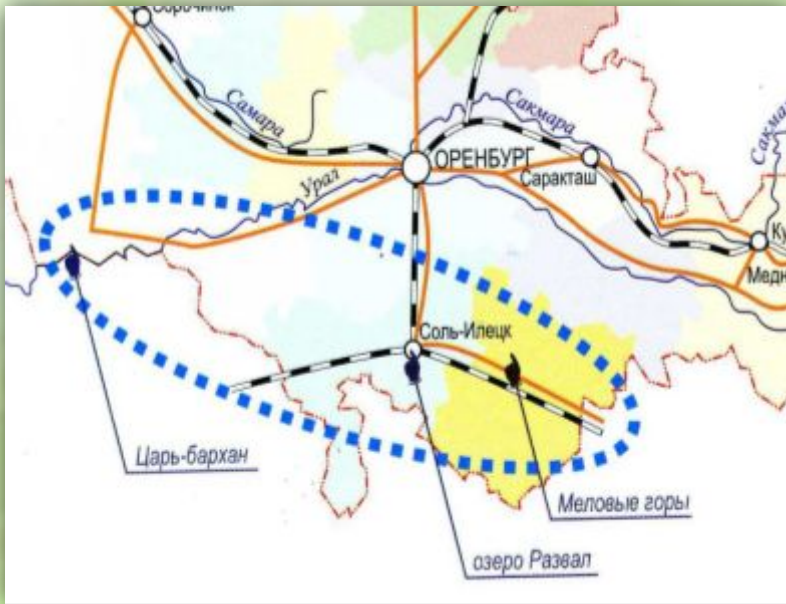 Самара
Сакмара
ОРЕНБУРГ
Саракташ
Урал
Соль-Илецк
Царь-бархан
Меловые горы
озеро Развал